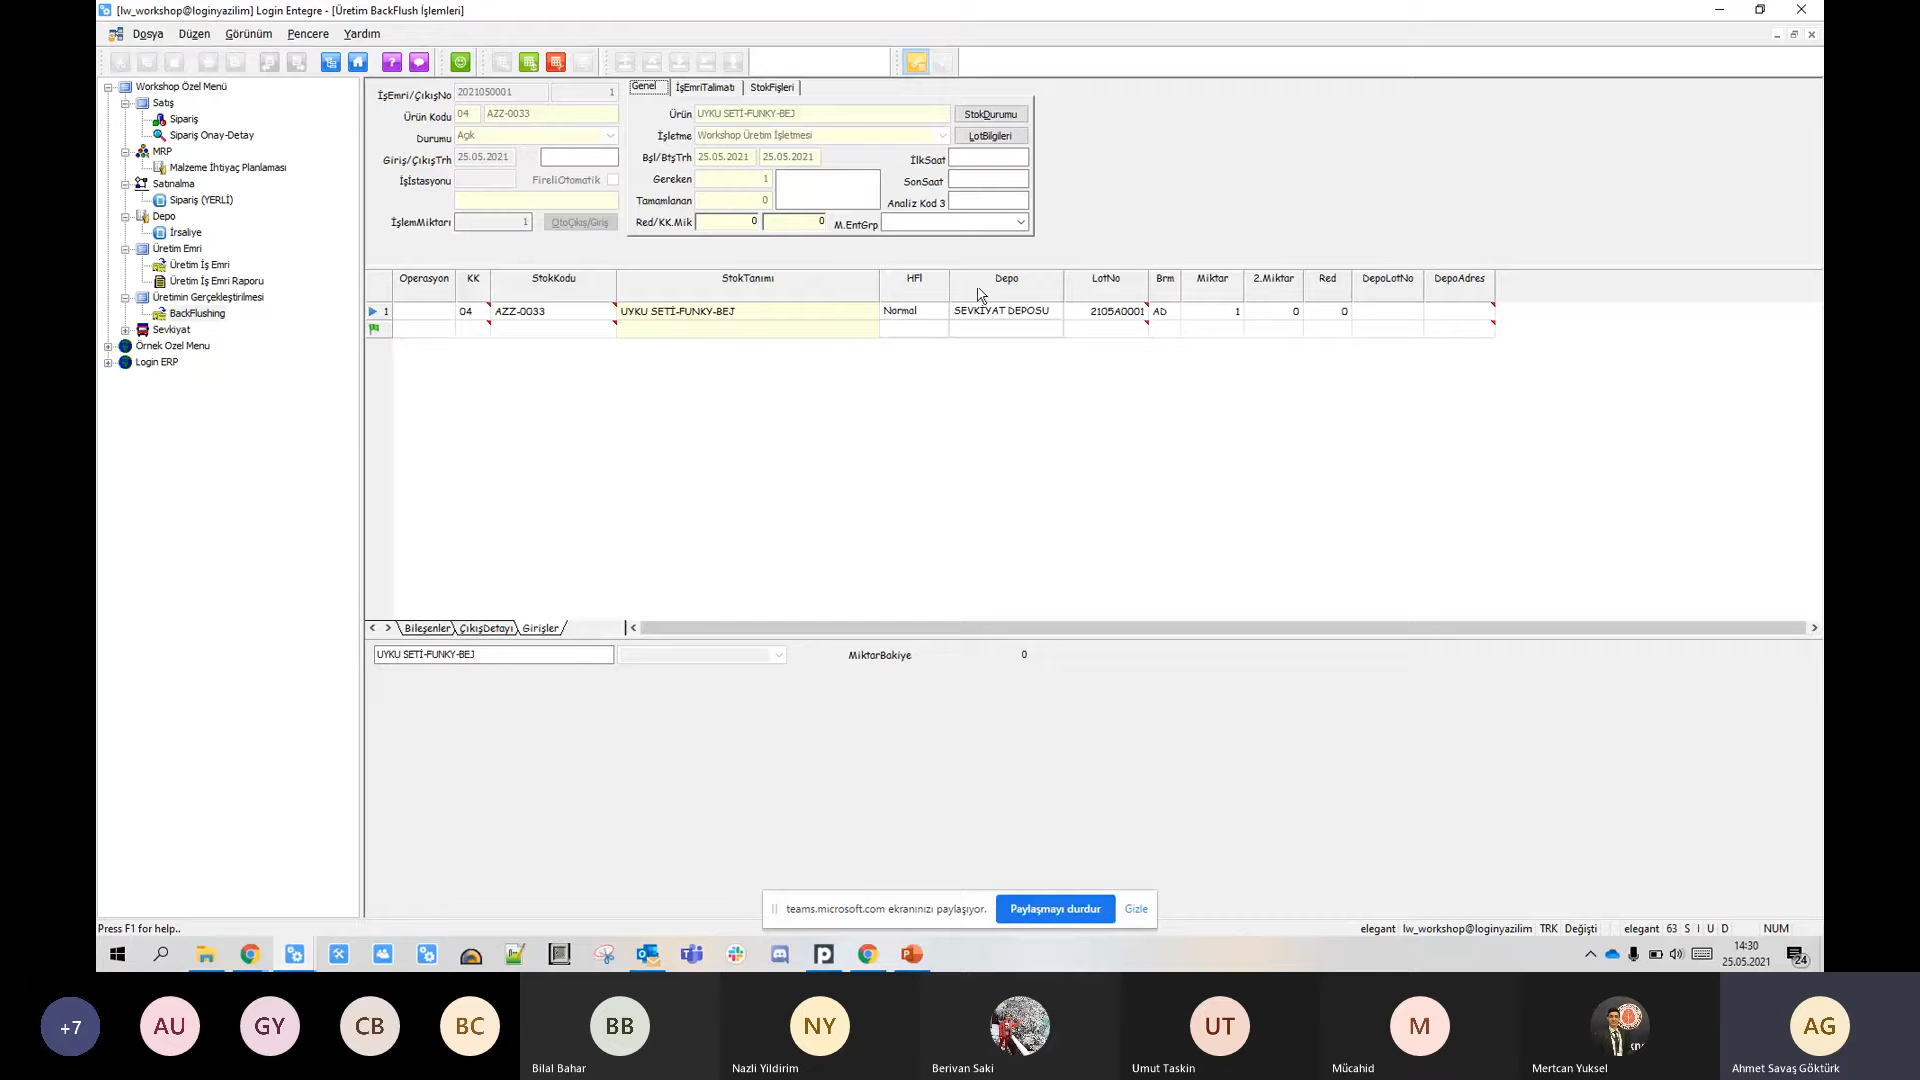 [lw_workshop@loginyazilim] Login Entegre - [Üretim BackFlush İşlemleri]
Dosya Düzen Görünüm Pencere Yardım
Workshop Özel Menü
Satış
Sipariş
Sipariş Onay-Detay
MRP
Malzeme İhtiyaç Planlaması
Satınalma
Sipariş (YERLİ)
Depo
İrsaliye
Üretim Emri
Üretim İş Emri
Üretim İş Emri Raporu
Üretimin Gerçekleştirilmesi
BackFlushing
Sevkiyat
Örnek Özel Menu
Login ERP
İşEmri/ÇıkışNo 2021050001 1
Ürün Kodu 04 AZZ-0033
Durumu Açık
Giriş/ÇıkışTrh 25.05.2021
İşİstasyonu FireliOtomatik
İşlemMiktarı 1 OtoÇıkış/Giriş
Genel İşEmriTalimatı StokFişleri
Ürün UYKU SETİ-FUNKY-BEJ StokDurumu
İşletme Workshop Üretim İşletmesi LotBilgileri
Bşl/BtşTrh 25.05.2021 25.05.2021 İlkSaat
Gereken 1 SonSaat
Tamamlanan 0 Analiz Kod 3
Red/KK.Mik 0 0 M.EntGrp
Operasyon KK StokKodu StokTanımı HFl Depo LotNo Brm Miktar 2.Miktar Red DepoLotNo DepoAdres
1 04 AZZ-0033 UYKU SETİ-FUNKY-BEJ Normal SEVKİYAT DEPOSU 2105A0001 AD 1 0 0
Bileşenler ÇıkışDetayı Girişler
UYKU SETİ-FUNKY-BEJ MiktarBakiye 0
teams.microsoft.com ekranınızı paylaşıyor. Paylaşmayı durdur Gizle
Press F1 for help..
elegant lw_workshop@loginyazilim TRK Değişti elegant 63 S I U D NUM
14:30
25.05.2021
24
+7 AU GY CB BC BB NY UT M AG
Bilal Bahar Nazli Yildirim Berivan Saki Umut Taskin Mücahid Mertcan Yuksel Ahmet Savaş Göktürk